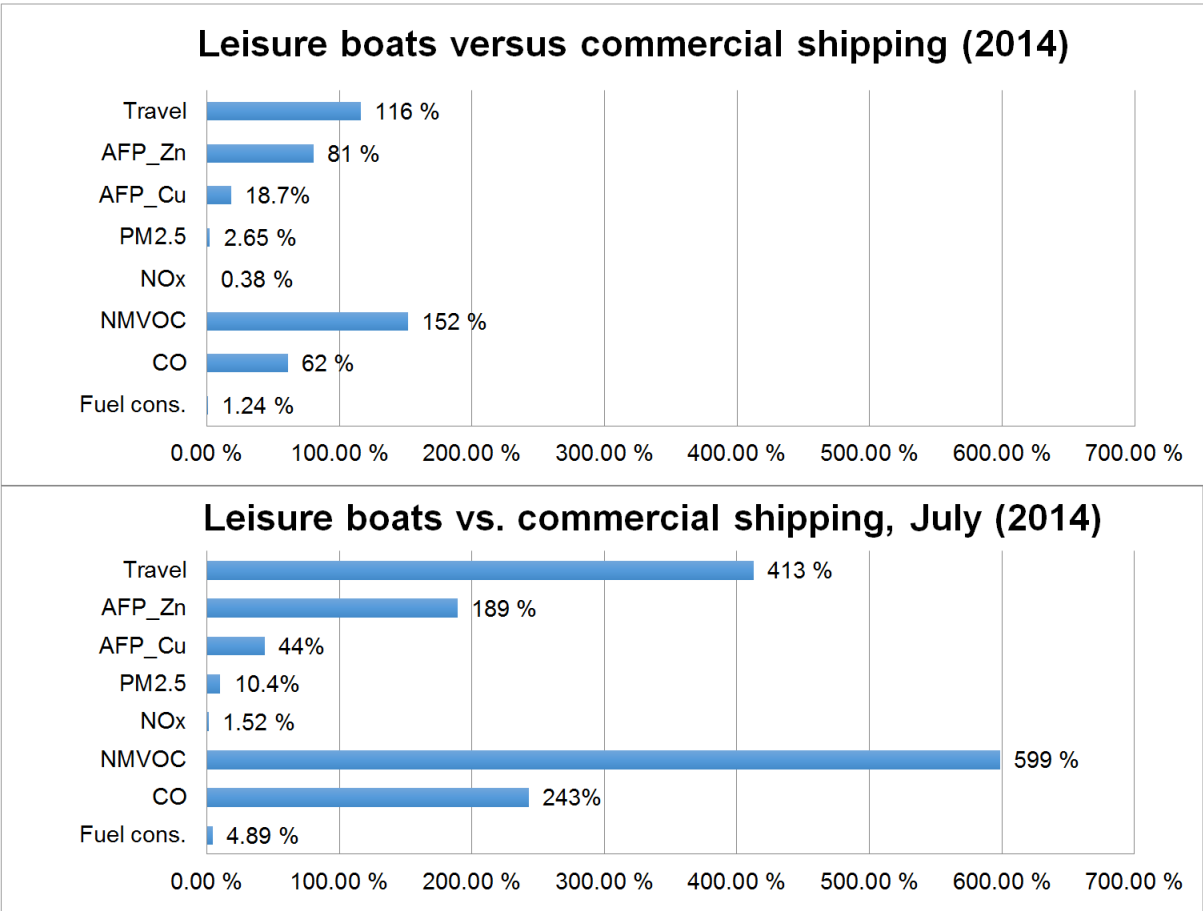 Leisure boats versus commercial shipping (2014)
Travel 116 %
AFP_Zn 81 %
AFP_Cu 18.7%
PM2.5 2.65 %
NOx 0.38 %
NMVOC 152 %
CO 62 %
Fuel cons. 1.24 %
0.00 % 100.00 % 200.00 % 300.00 % 400.00 % 500.00 % 600.00 % 700.00 %
Leisure boats vs. commercial shipping, July (2014)
Travel 413 %
AFP_Zn 189 %
AFP_Cu 44%
PM2.5 10.4%
NOx 1.52 %
NMVOC 599 %
CO 243%
Fuel cons. 4.89 %
0.00 % 100.00 % 200.00 % 300.00 % 400.00 % 500.00 % 600.00 % 700.00 %